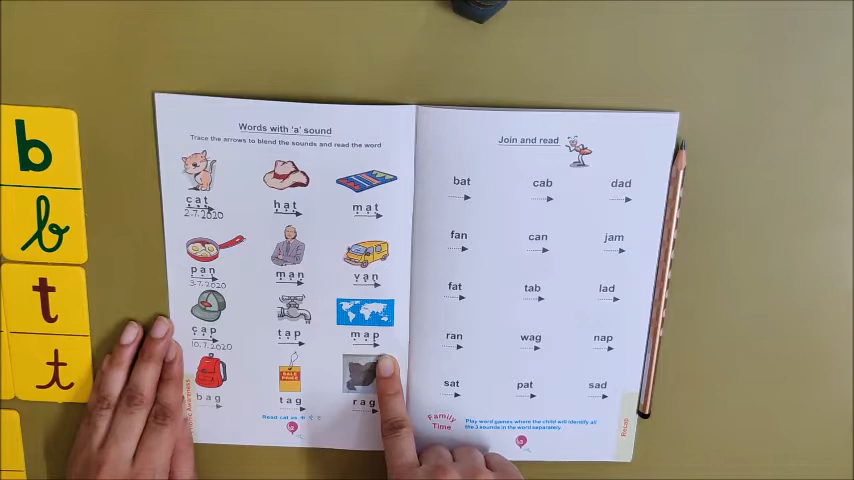 b
b
t
t
Words with 'a' sound
Trace the arrows to blend the sounds and read the word
cat hat mat
2.7.2020
pan man van
3.7.2020
cap tap map
10.7.2020
bag tag rag
SALE PRICE
Read cat as
Join and read
bat cab dad
fan can jam
fat tab lad
ran wag nap
sat pat sad
Family Time
Play word games where the child will identify all
the 3 sounds in the word separately
Recap